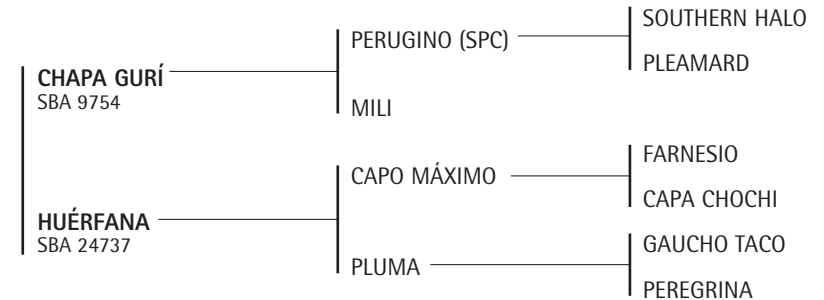 SOUTHERN HALO
PERUGINO (SPC)
PLEAMARD
CHAPA GURÍ
SBA 9754
MILI
FARNESIO
CAPO MÁXIMO
CAPA CHOCHI
HUÉRFANA
SBA 24737
GAUCHO TACO
PLUMA
PEREGRINA